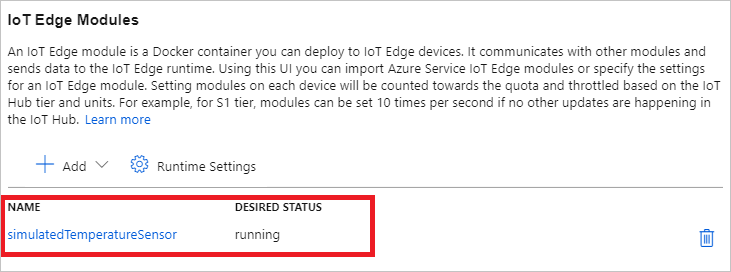 IoT Edge Modules
An IoT Edge module is a Docker container you can deploy to IoT Edge devices. It communicates with other modules and
sends data to the IoT Edge runtime. Using this UI you can import Azure Service IoT Edge modules or specify the settings
for an IoT Edge module. Setting modules on each device will be counted towards the quota and throttled based on the IoT
Hub tier and units. For example, for S1 tier, modules can be set 10 times per second if no other updates are happening in
the IoT Hub. Learn more
Add Runtime Settings
NAME DESIRED STATUS
simulatedTemperatureSensor running